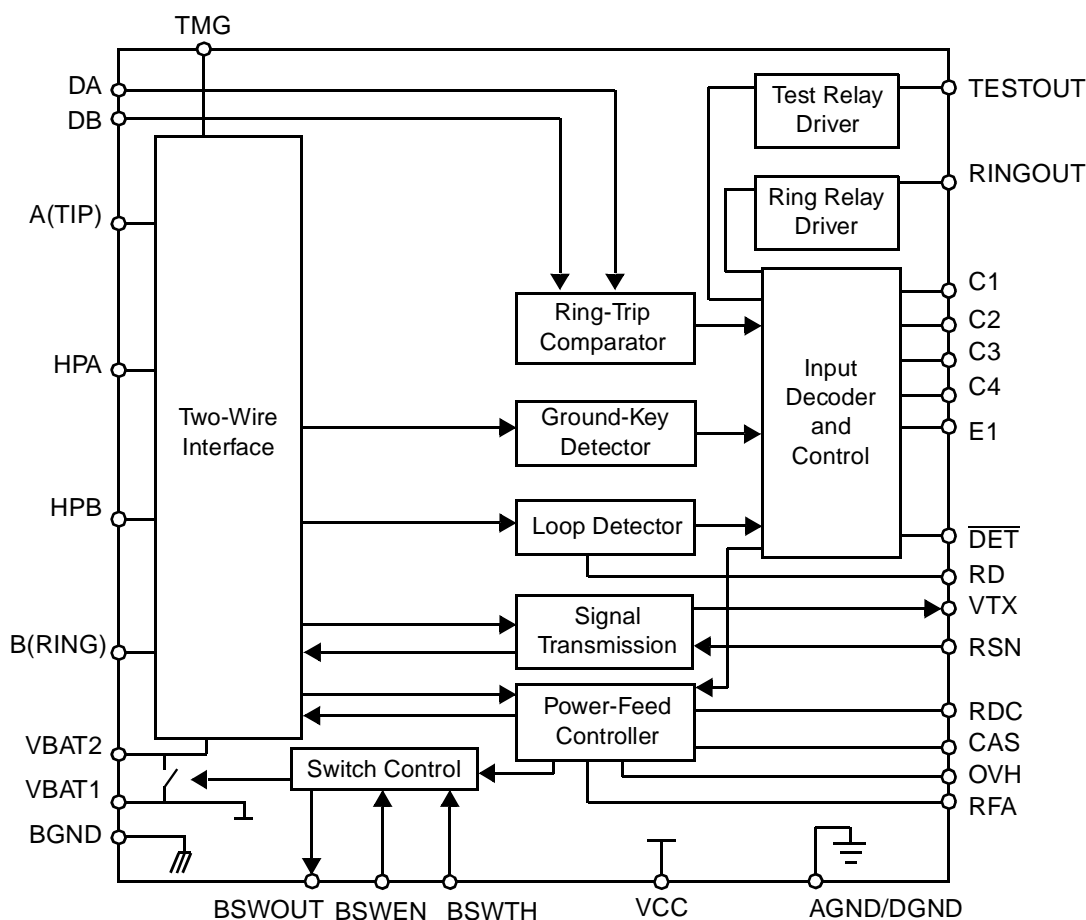 TMG
DA
DB
A(TIP)
HPA
HPB
B(RING)
VBAT2
VBAT1
BGND
Two-Wire
Interface
Ring-Trip
Comparator
Ground-Key
Detector
Loop Detector
Signal
Transmission
Power-Feed
Controller
Switch Control
Test Relay
Driver
Ring Relay
Driver
Input
Decoder
and
Control
TESTOUT
RINGOUT
C1
C2
C3
C4
E1
DET
RD
VTX
RSN
RDC
CAS
OVH
RFA
BSWOUT
BSWEN
BSWTH
VCC
AGND/DGND